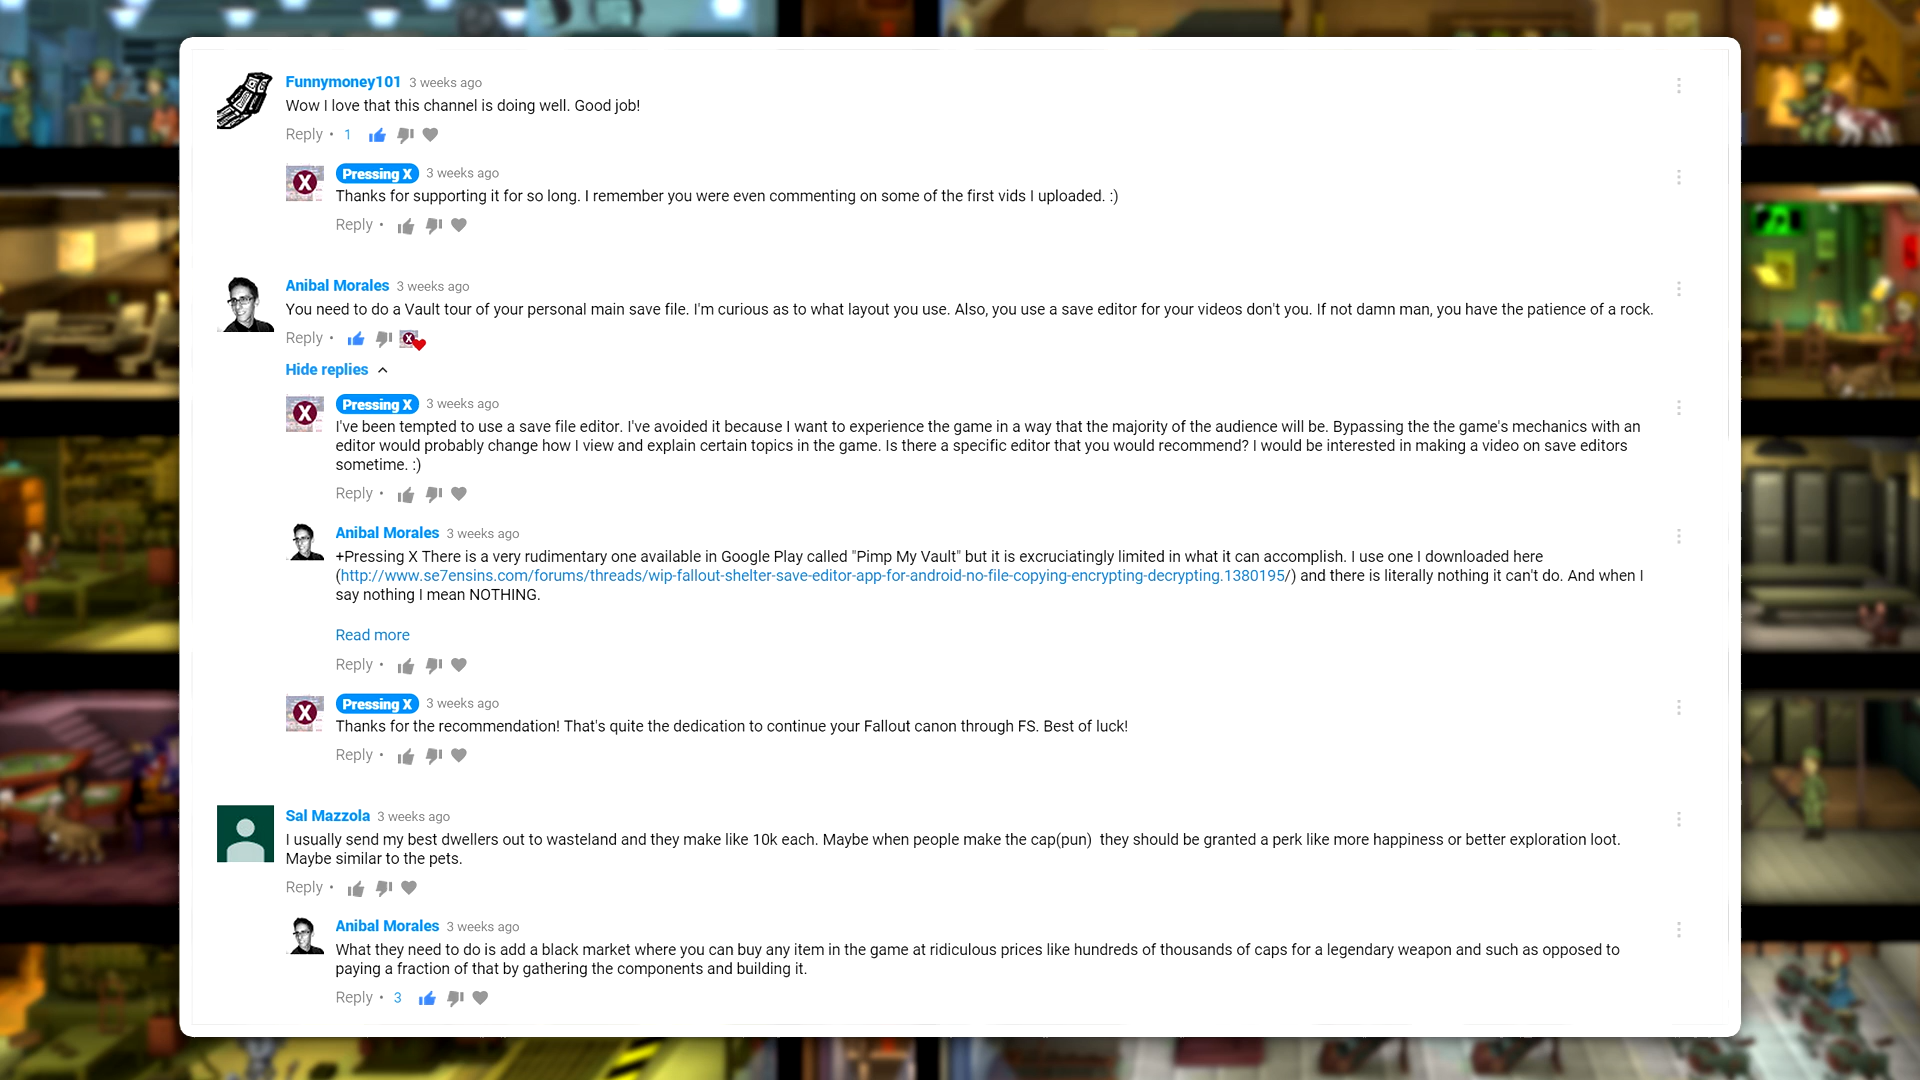 Funnymoney101 3 weeks ago
Wow I love that this channel is doing well. Good job!
Reply • 1
X
Pressing X 3 weeks ago
Thanks for supporting it for so long. I remember you were even commenting on some of the first vids I uploaded. :)
Reply •
Anibal Morales 3 weeks ago
You need to do a Vault tour of your personal main save file. I'm curious as to what layout you use. Also, you use a save editor for your videos don't you. If not damn man, you have the patience of a rock.
Reply •
X
Hide replies
X
Pressing X 3 weeks ago
I've been tempted to use a save file editor. I've avoided it because I want to experience the game in a way that the majority of the audience will be. Bypassing the the game's mechanics with an
editor would probably change how I view and explain certain topics in the game. Is there a specific editor that you would recommend? I would be interested in making a video on save editors
sometime. :)
Reply •
Anibal Morales 3 weeks ago
+Pressing X There is a very rudimentary one available in Google Play called "Pimp My Vault" but it is excruciatingly limited in what it can accomplish. I use one I downloaded here
(http://www.se7ensins.com/forums/threads/wip-fallout-shelter-save-editor-app-for-android-no-file-copying-encrypting-decrypting.1380195/) and there is literally nothing it can't do. And when I
say nothing I mean NOTHING.
Read more
Reply •
X
Pressing X 3 weeks ago
Thanks for the recommendation! That's quite the dedication to continue your Fallout canon through FS. Best of luck!
Reply •
Sal Mazzola 3 weeks ago
I usually send my best dwellers out to wasteland and they make like 10k each. Maybe when people make the cap(pun)  they should be granted a perk like more happiness or better exploration loot.
Maybe similar to the pets.
Reply •
Anibal Morales 3 weeks ago
What they need to do is add a black market where you can buy any item in the game at ridiculous prices like hundreds of thousands of caps for a legendary weapon and such as opposed to
paying a fraction of that by gathering the components and building it.
Reply • 3